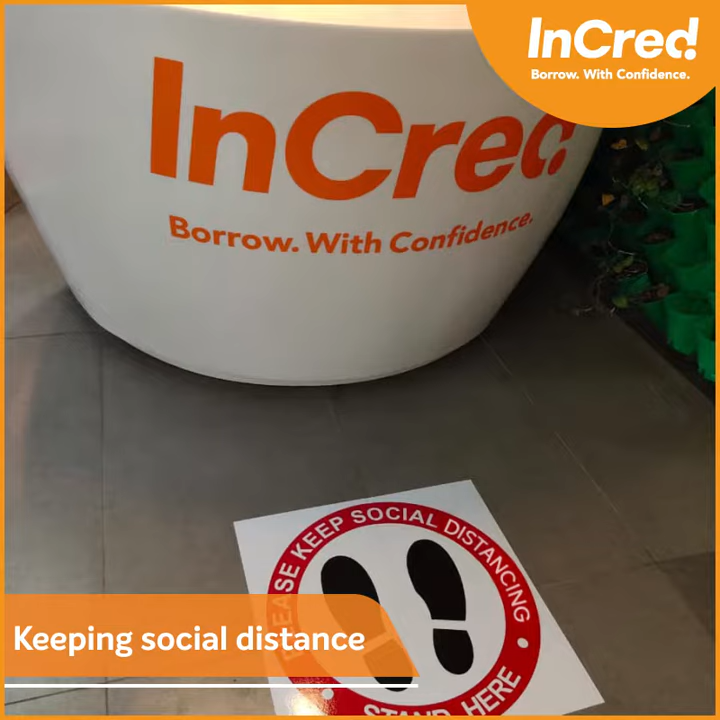 InCred
Borrow. With Confidence.
InCred
Borrow. With Confidence.
PLEASE KEEP SOCIAL DISTANCING
STAND HERE
Keeping social distance